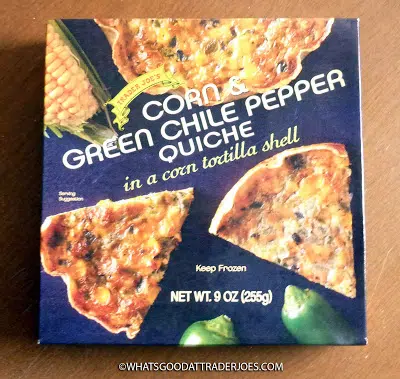 TRADER JOE'S
CORN &
GREEN CHILE PEPPER
QUICHE
in a corn tortilla shell
Serving
Suggestion
Keep Frozen
NET WT. 9 OZ (255g)
©WHATSGOODATTRADERJOES.COM